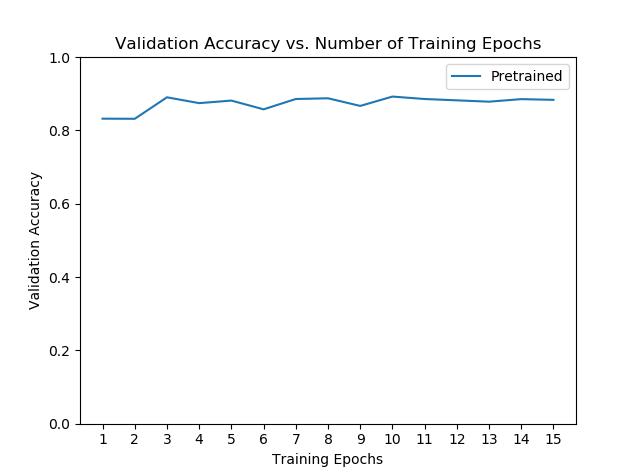 Validation Accuracy vs. Number of Training Epochs
Pretrained
1.0
0.8
0.6
0.4
0.2
0.0
Validation Accuracy
1 2 3 4 5 6 7 8 9 10 11 12 13 14 15
Training Epochs